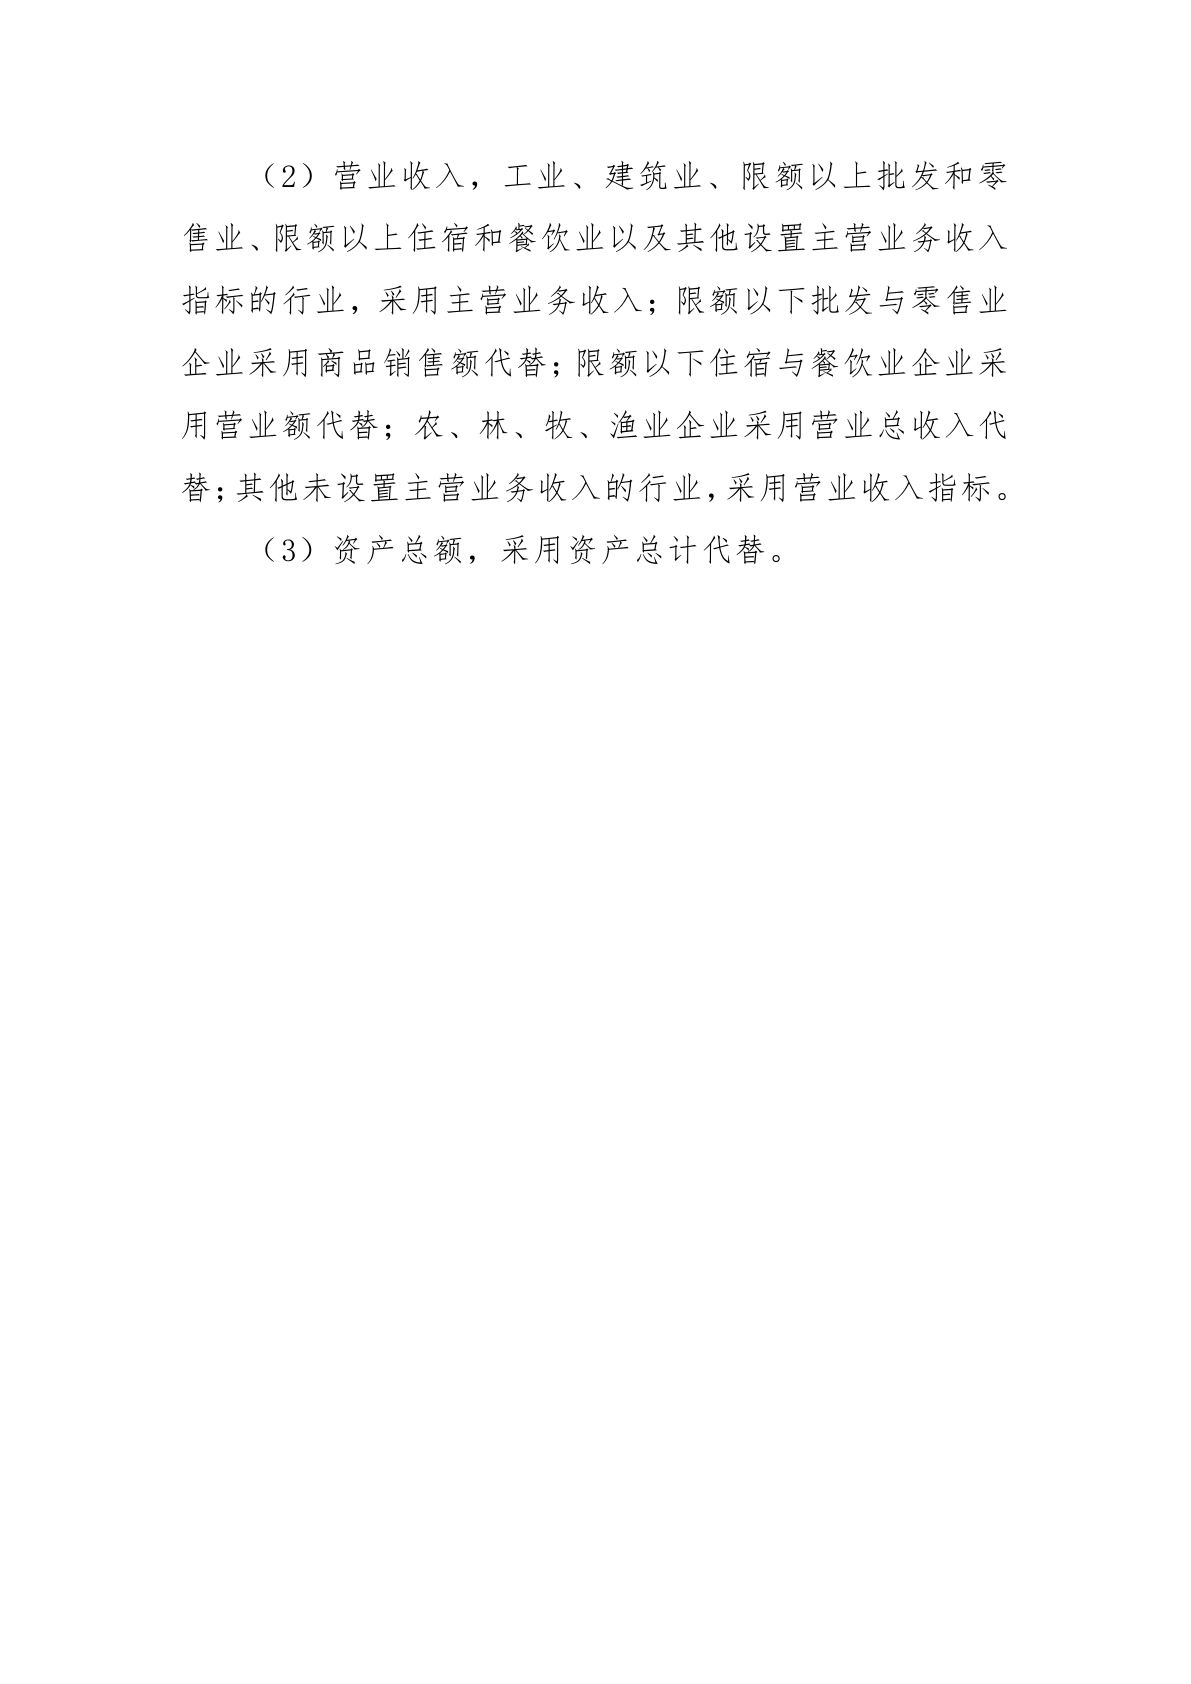 （2）营业收入，工业、建筑业、限额以上批发和零
售业、限额以上住宿和餐饮业以及其他设置主营业务收入
指标的行业，采用主营业务收入；限额以下批发与零售业
企业采用商品销售额代替；限额以下住宿与餐饮业企业采
用营业额代替；农、林、牧、渔业企业采用营业总收入代
替；其他未设置主营业务收入的行业，采用营业收入指标。
（3）资产总额，采用资产总计代替。